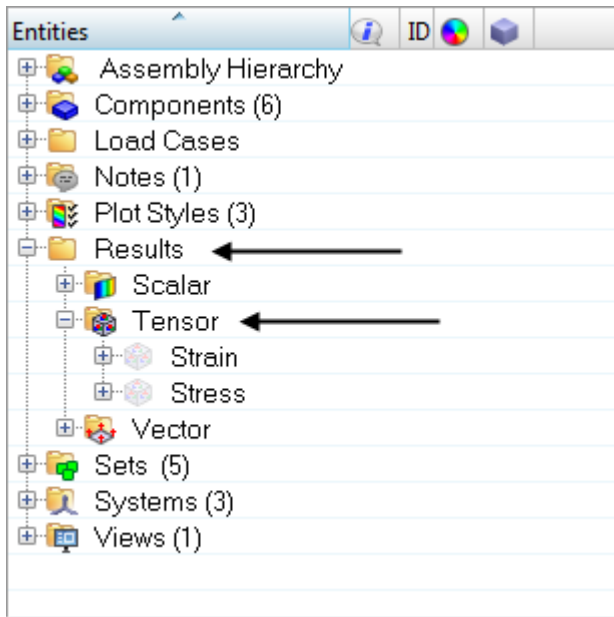 Entities ID
Assembly Hierarchy
Components (6)
Load Cases
Notes (1)
Plot Styles (3)
Results
Scalar
Tensor
Strain
Stress
Vector
Sets (5)
Systems (3)
Views (1)